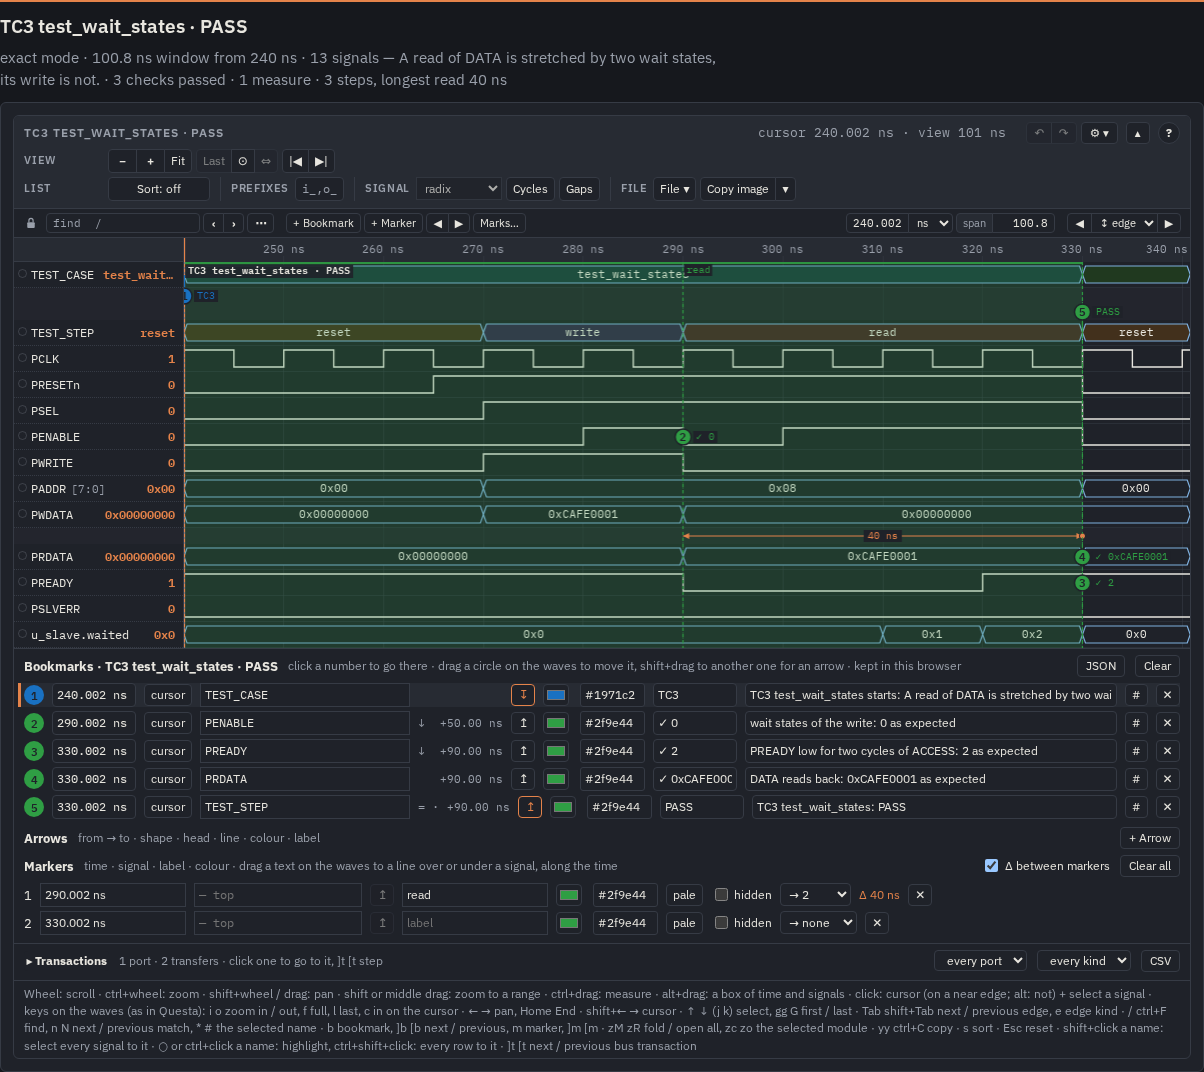 TC3 test_wait_states · PASS
exact mode · 100.8 ns window from 240 ns · 13 signals — A read of DATA is stretched by two wait states,
its write is not. · 3 checks passed · 1 measure · 3 steps, longest read 40 ns
TC3 TEST_WAIT_STATES · PASS cursor 240.002 ns · view 101 ns ↶ ↷ ⚙ ▾ ▴ ?
VIEW − + Fit Last ⊙ ⇔ |◀ ▶|
LIST Sort: off PREFIXES i_,o_ SIGNAL radix Cycles Gaps FILE File ▾ Copy image ▾
find / ‹ › ⋯ + Bookmark + Marker ◀ ▶ Marks… 240.002 ns span 100.8 ◀ ↕ edge ▶
250 ns 260 ns 270 ns 280 ns 290 ns 300 ns 310 ns 320 ns 330 ns 340 ns
TEST_CASE test_wait… TC3 test_wait_states · PASS test_wait_states read
1 TC3
5 PASS
TEST_STEP reset reset write read reset
PCLK 1
PRESETn 0
PSEL 0
PENABLE 0 2 ✓ 0
PWRITE 0
PADDR [7:0] 0x00 0x00 0x08 0x00
PWDATA 0x00000000 0x00000000 0xCAFE0001 0x00000000
40 ns
PRDATA 0x00000000 0x00000000 0xCAFE0001 4 ✓ 0xCAFE0001
PREADY 1 3 ✓ 2
PSLVERR 0
u_slave.waited 0x0 0x0 0x1 0x2 0x0
Bookmarks · TC3 test_wait_states · PASS click a number to go there · drag a circle on the waves to move it, shift+drag to another one for an arrow · kept in this browser JSON Clear
1 240.002 ns cursor TEST_CASE ↧ #1971c2 TC3 TC3 test_wait_states starts: A read of DATA is stretched by two wai # ✕
2 290.002 ns cursor PENABLE ↓ +50.00 ns ↥ #2f9e44 ✓ 0 wait states of the write: 0 as expected # ✕
3 330.002 ns cursor PREADY ↓ +90.00 ns ↥ #2f9e44 ✓ 2 PREADY low for two cycles of ACCESS: 2 as expected # ✕
4 330.002 ns cursor PRDATA +90.00 ns ↥ #2f9e44 ✓ 0xCAFE00C DATA reads back: 0xCAFE0001 as expected # ✕
5 330.002 ns cursor TEST_STEP = · +90.00 ns ↥ #2f9e44 PASS TC3 test_wait_states: PASS # ✕
Arrows from → to · shape · head · line · colour · label + Arrow
Markers time · signal · label · colour · drag a text on the waves to a line over or under a signal, along the time Δ between markers Clear all
1 290.002 ns — top ↥ read #2f9e44 pale hidden → 2 Δ 40 ns ✕
2 330.002 ns — top ↥ label #2f9e44 pale hidden → none ✕
▸ Transactions 1 port · 2 transfers · click one to go to it, ]t [t step every port every kind CSV
Wheel: scroll · ctrl+wheel: zoom · shift+wheel / drag: pan · shift or middle drag: zoom to a range · ctrl+drag: measure · alt+drag: a box of time and signals · click: cursor (on a near edge; alt: not) + select a signal ·
keys on the waves (as in Questa): i o zoom in / out, f full, l last, c in on the cursor · ←→ pan, Home End · shift+←→ cursor · ↑ ↓ (j k) select, gg G first / last · Tab shift+Tab next / previous edge, e edge kind · / ctrl+F
find, n N next / previous match, * # the selected name · b bookmark, ]b [b next / previous, m marker, ]m [m · zM zR fold / open all, zc zo the selected module · yy ctrl+C copy · s sort · Esc reset · shift+click a name:
select every signal to it · ○ or ctrl+click a name: highlight, ctrl+shift+click: every row to it · ]t [t next / previous bus transaction